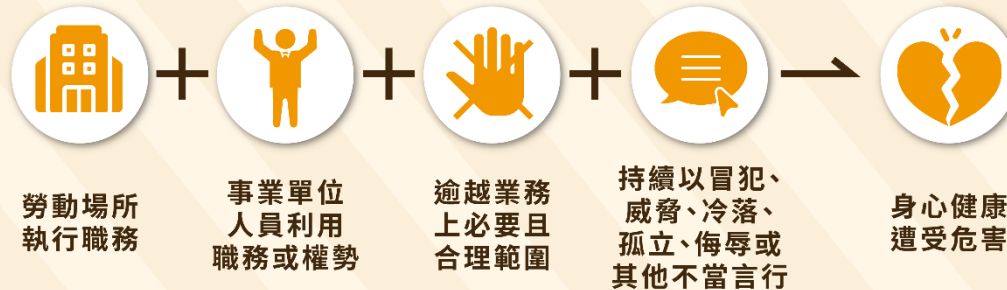 勞動場所
執行職務
事業單位
人員利用
職務或權勢
逾越業務
上必要且
合理範圍
持續以冒犯、
威脅、冷落、
孤立、侮辱或
其他不當言行
身心健康
遭受危害